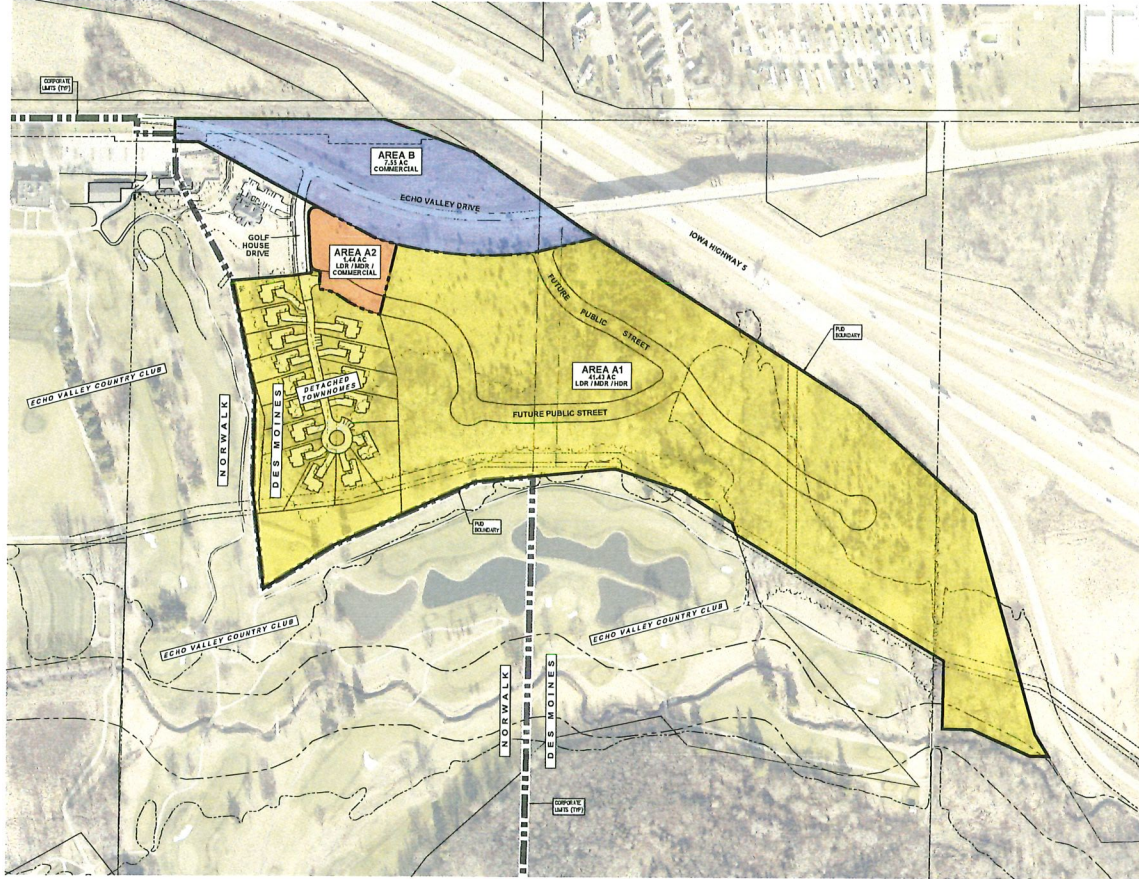 CORPORATE
LIMITS (TYP)
AREA B
7.55 AC
COMMERCIAL
ECHO VALLEY DRIVE
GOLF
HOUSE
DRIVE
AREA A2
1.44 AC
LDR / MDR /
COMMERCIAL
IOWA HIGHWAY 5
FUTURE PUBLIC STREET
PUD
BOUNDARY
AREA A1
41.43 AC
LDR / MDR / HDR
ECHO VALLEY COUNTRY CLUB
DETACHED
TOWNHOMES
NORWALK
DES MOINES
FUTURE PUBLIC STREET
PUD
BOUNDARY
ECHO VALLEY COUNTRY CLUB
ECHO VALLEY COUNTRY CLUB
NORWALK
DES MOINES
CORPORATE
LIMITS (TYP)